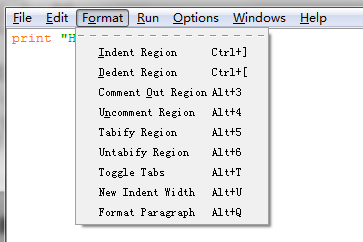 File Edit Format Run Options Windows Help
print "H
Indent Region Ctrl+]
Dedent Region Ctrl+[
Comment Out Region Alt+3
Uncomment Region Alt+4
Tabify Region Alt+5
Untabify Region Alt+6
Toggle Tabs Alt+T
New Indent Width Alt+U
Format Paragraph Alt+Q